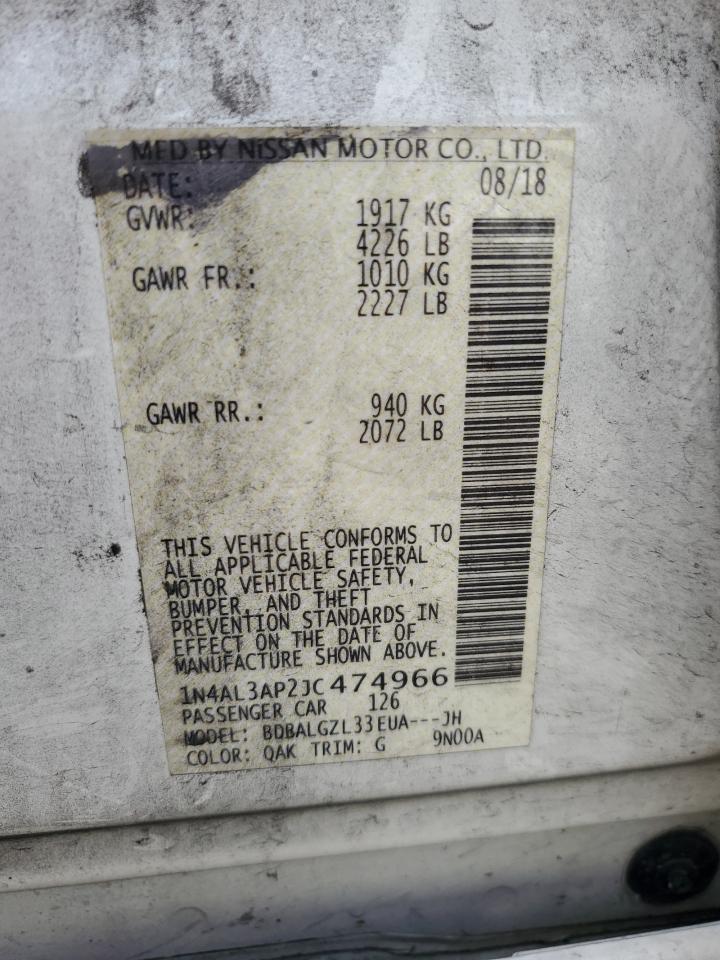 MFD BY NISSAN MOTOR CO., LTD.
DATE: 08/18
GVWR: 1917 KG
4226 LB
GAWR FR.: 1010 KG
2227 LB
GAWR RR.: 940 KG
2072 LB
THIS VEHICLE CONFORMS TO
ALL APPLICABLE FEDERAL
MOTOR VEHICLE SAFETY,
BUMPER, AND THEFT
PREVENTION STANDARDS IN
EFFECT ON THE DATE OF
MANUFACTURE SHOWN ABOVE.
1N4AL3AP2JC474966
PASSENGER CAR 126
MODEL: BDBALGZL33EUA---JH
COLOR: QAK TRIM: G 9N00A